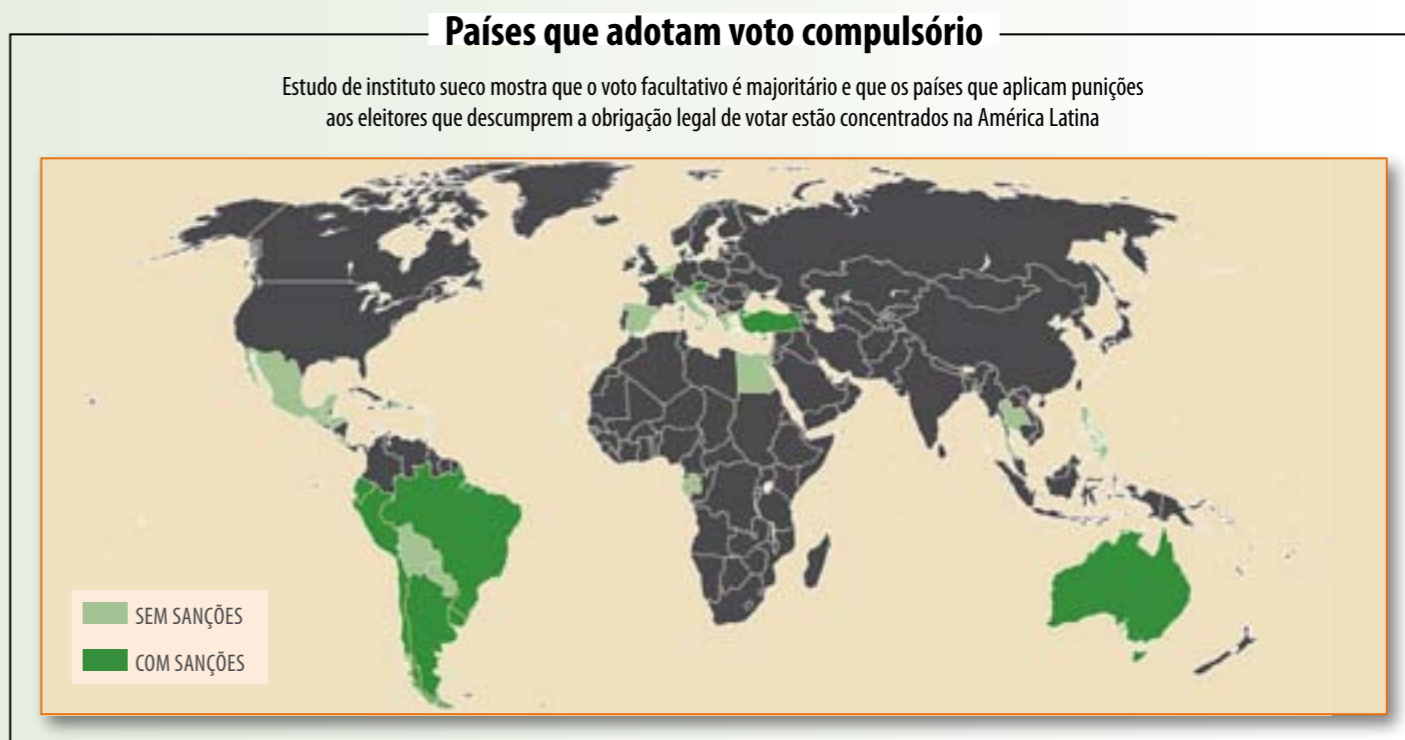 Países que adotam voto compulsório
Estudo de instituto sueco mostra que o voto facultativo é majoritário e que os países que aplicam punições
aos eleitores que descumprem a obrigação legal de votar estão concentrados na América Latina
SEM SANÇÕES
COM SANÇÕES